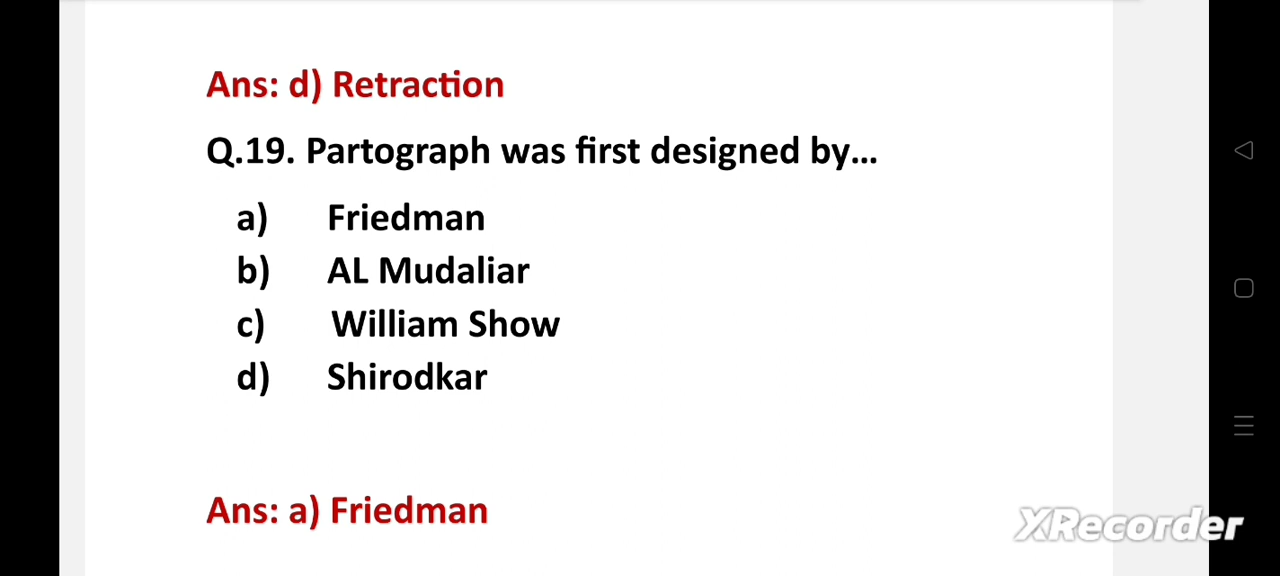 Ans: d) Retraction
Q.19. Partograph was first designed by...
a) Friedman
b) AL Mudaliar
c) William Show
d) Shirodkar
Ans: a) Friedman
XRecorder